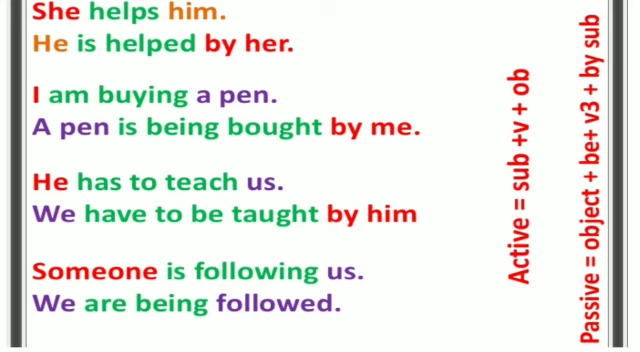 She helps him.
He is helped by her.
I am buying a pen.
A pen is being bought by me.
He has to teach us.
We have to be taught by him
Someone is following us.
We are being followed.
Active = sub +v + ob
Passive = object + be+ v3 + by sub